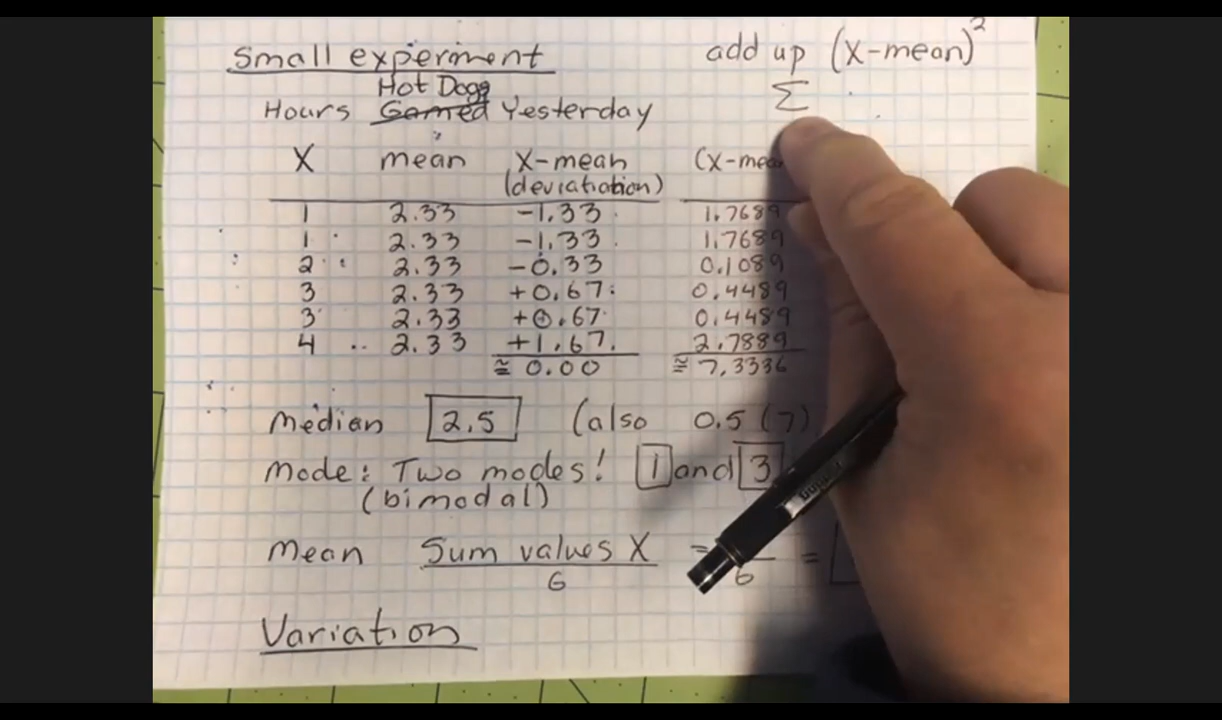 Small experiment
add up (X-mean)²
Σ
Hot Dogs
Hours Gamed Yesterday
X mean X-mean (X-mea
(deviatiation)
1 2.33 -1.33 1.7689
1 2.33 -1.33 1.7689
2 2.33 -0.33 0.1089
3 2.33 +0.67 0.4489
3 2.33 +0.67 0.4489
4 2.33 +1.67 2.7889
≅ 0.00 ≅ 7.3336
Median 2.5 (also 0.5(7)
Mode: Two modes! 1 and 3
(bimodal)
Mean Sum values X = =
6 6
Variation